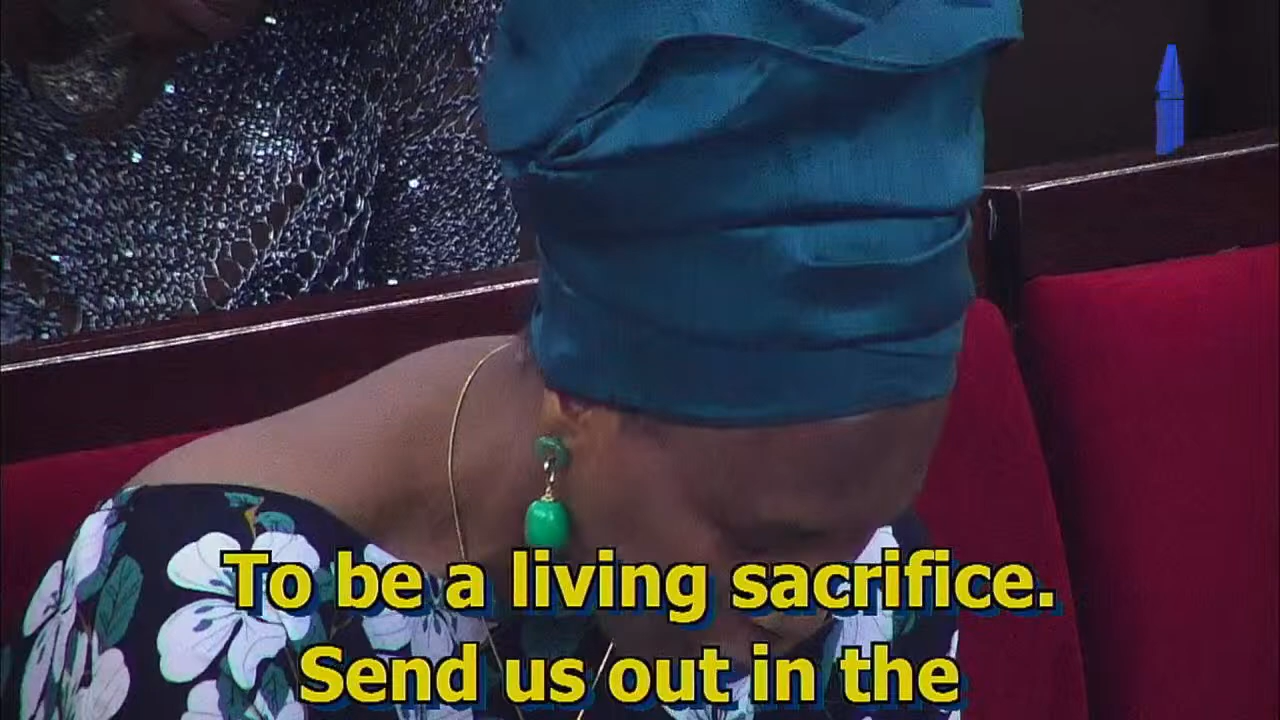 To be a living sacrifice.
Send us out in the